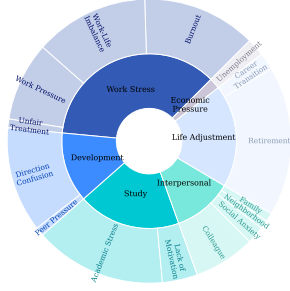 Work Stress
Economic
Pressure
Life Adjustment
Interpersonal
Study
Development
Burnout
Unemployment
Career
Transition
Retirement
Family
Neighborhood
Social Anxiety
Colleague
Lack of
Motivation
Academic Stress
Peer Pressure
Direction
Confusion
Unfair
Treatment
Work Pressure
Work-Life
Imbalance